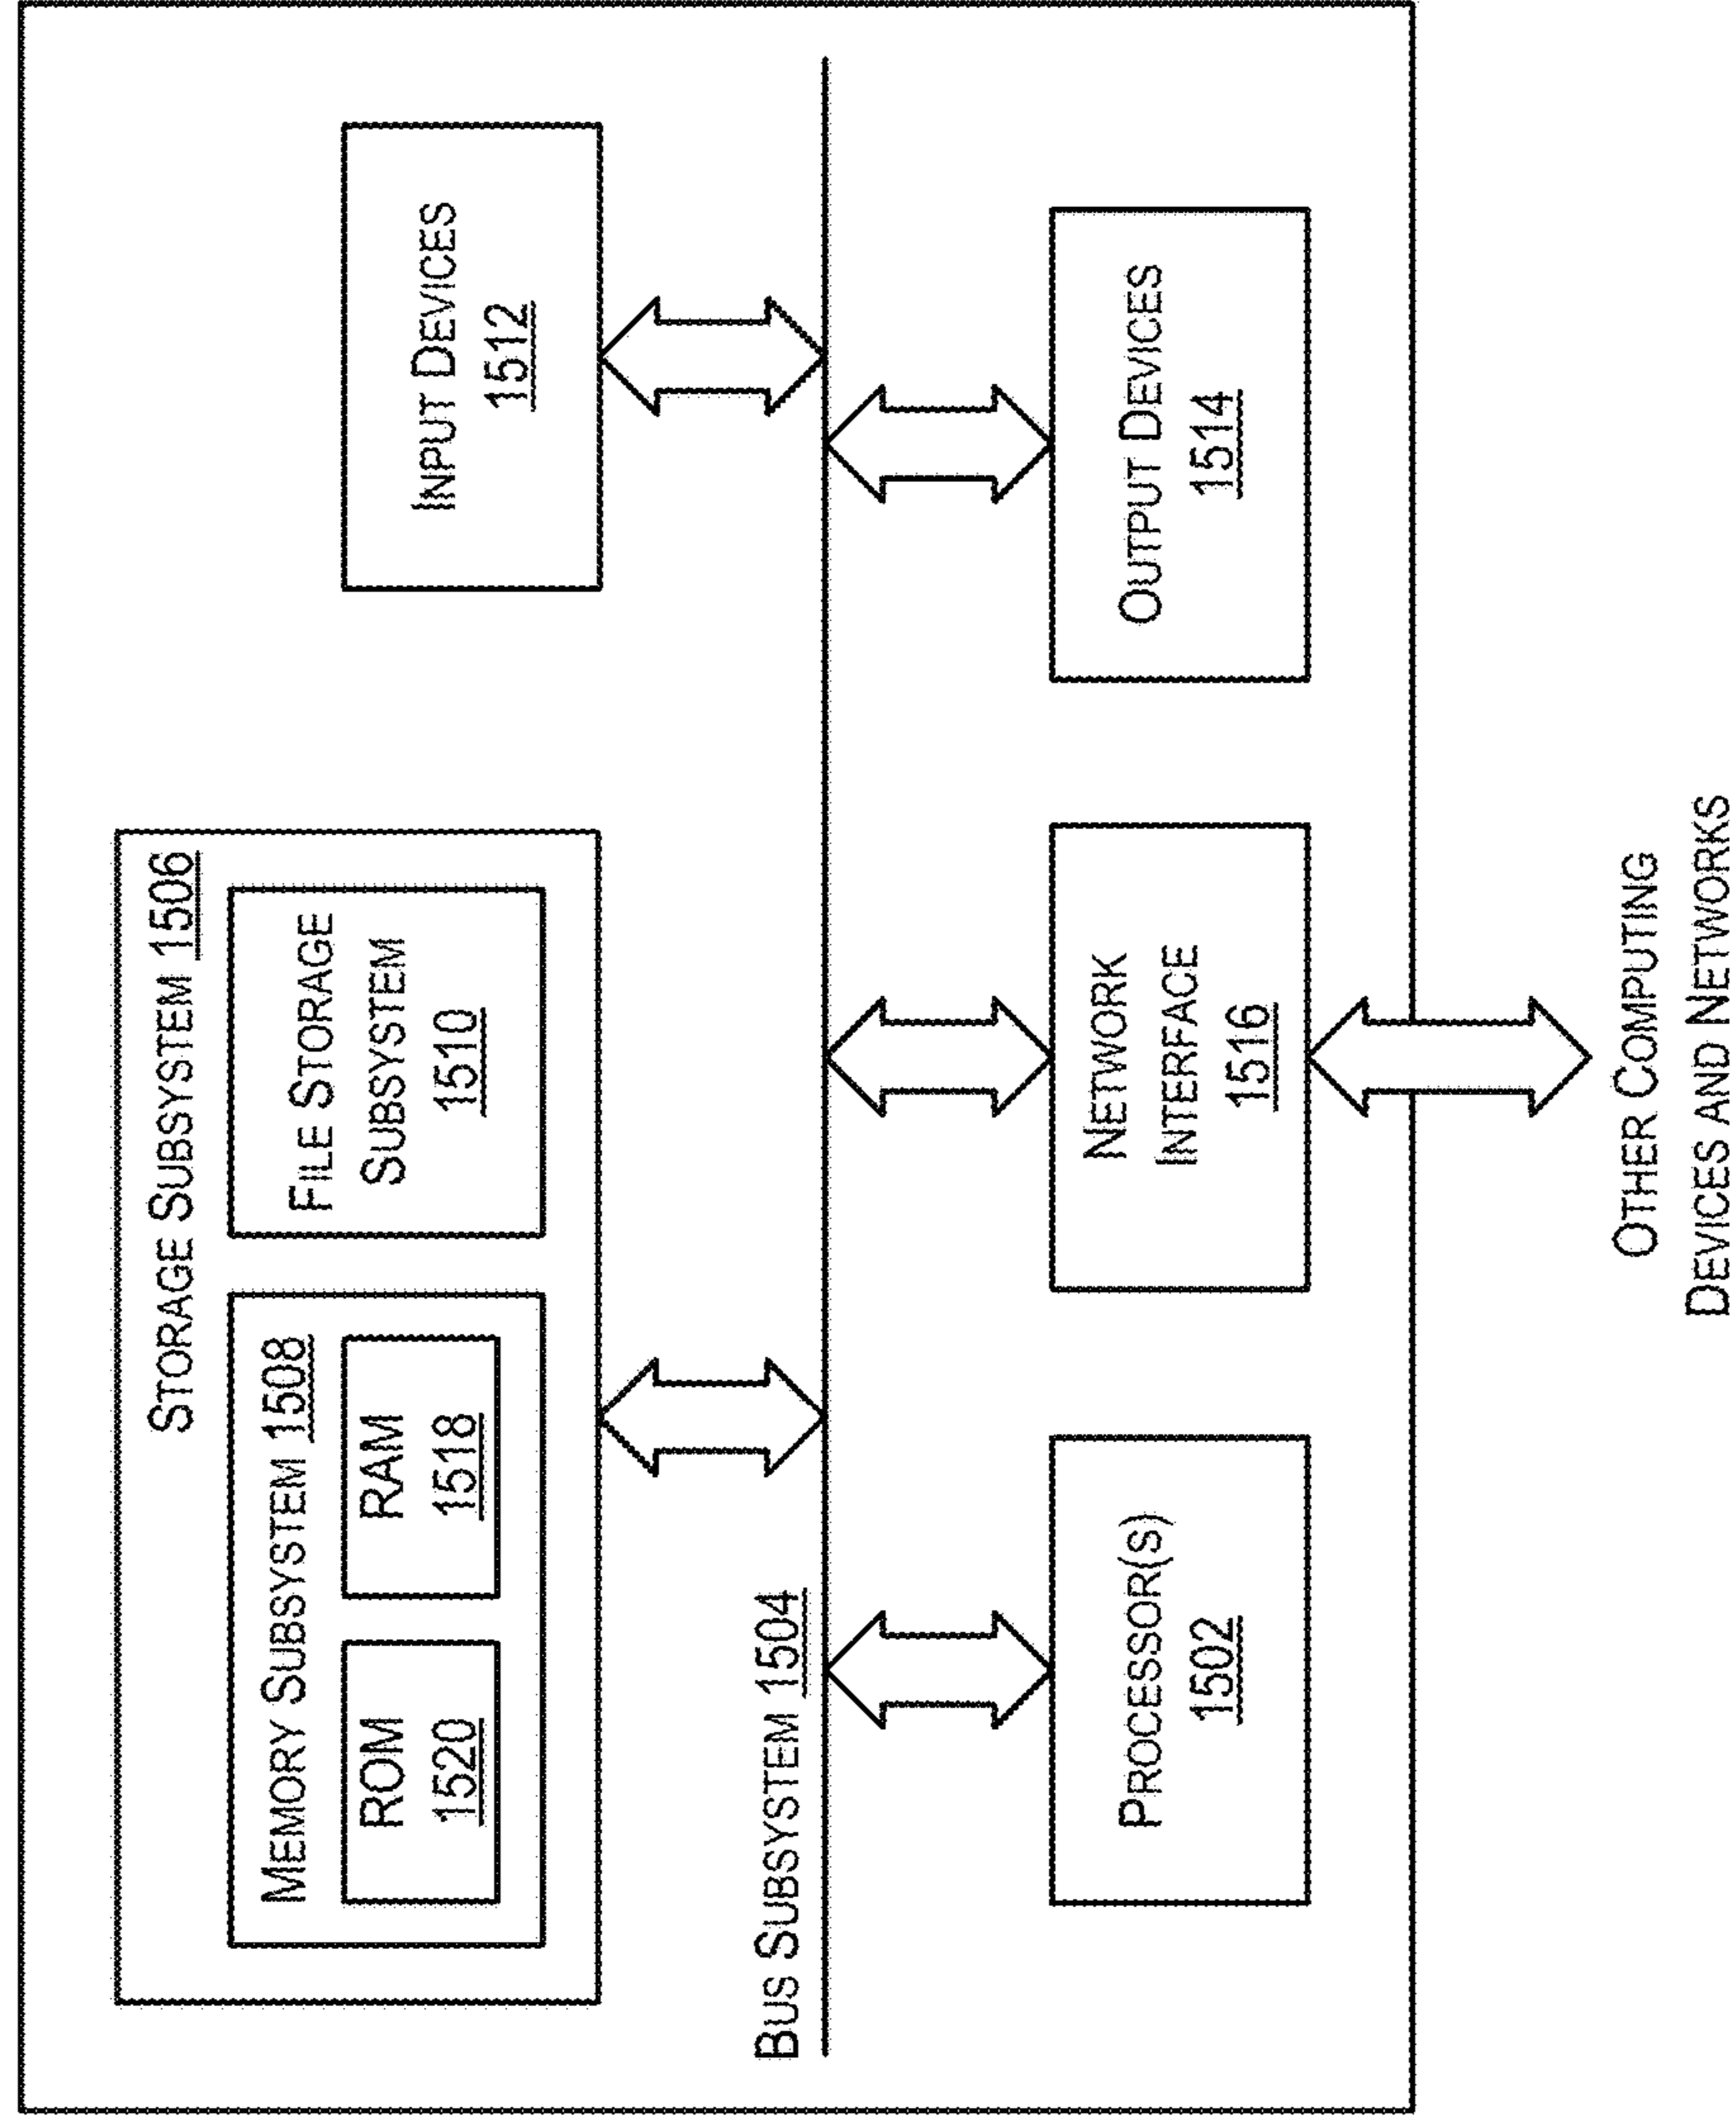 STORAGE SUBSYSTEM 1506
MEMORY SUBSYSTEM 1508
ROM
1520
RAM
1518
FILE STORAGE
SUBSYSTEM
1510
INPUT DEVICES
1512
BUS SUBSYSTEM 1504
PROCESSOR(S)
1502
NETWORK
INTERFACE
1516
OUTPUT DEVICES
1514
OTHER COMPUTING
DEVICES AND NETWORKS